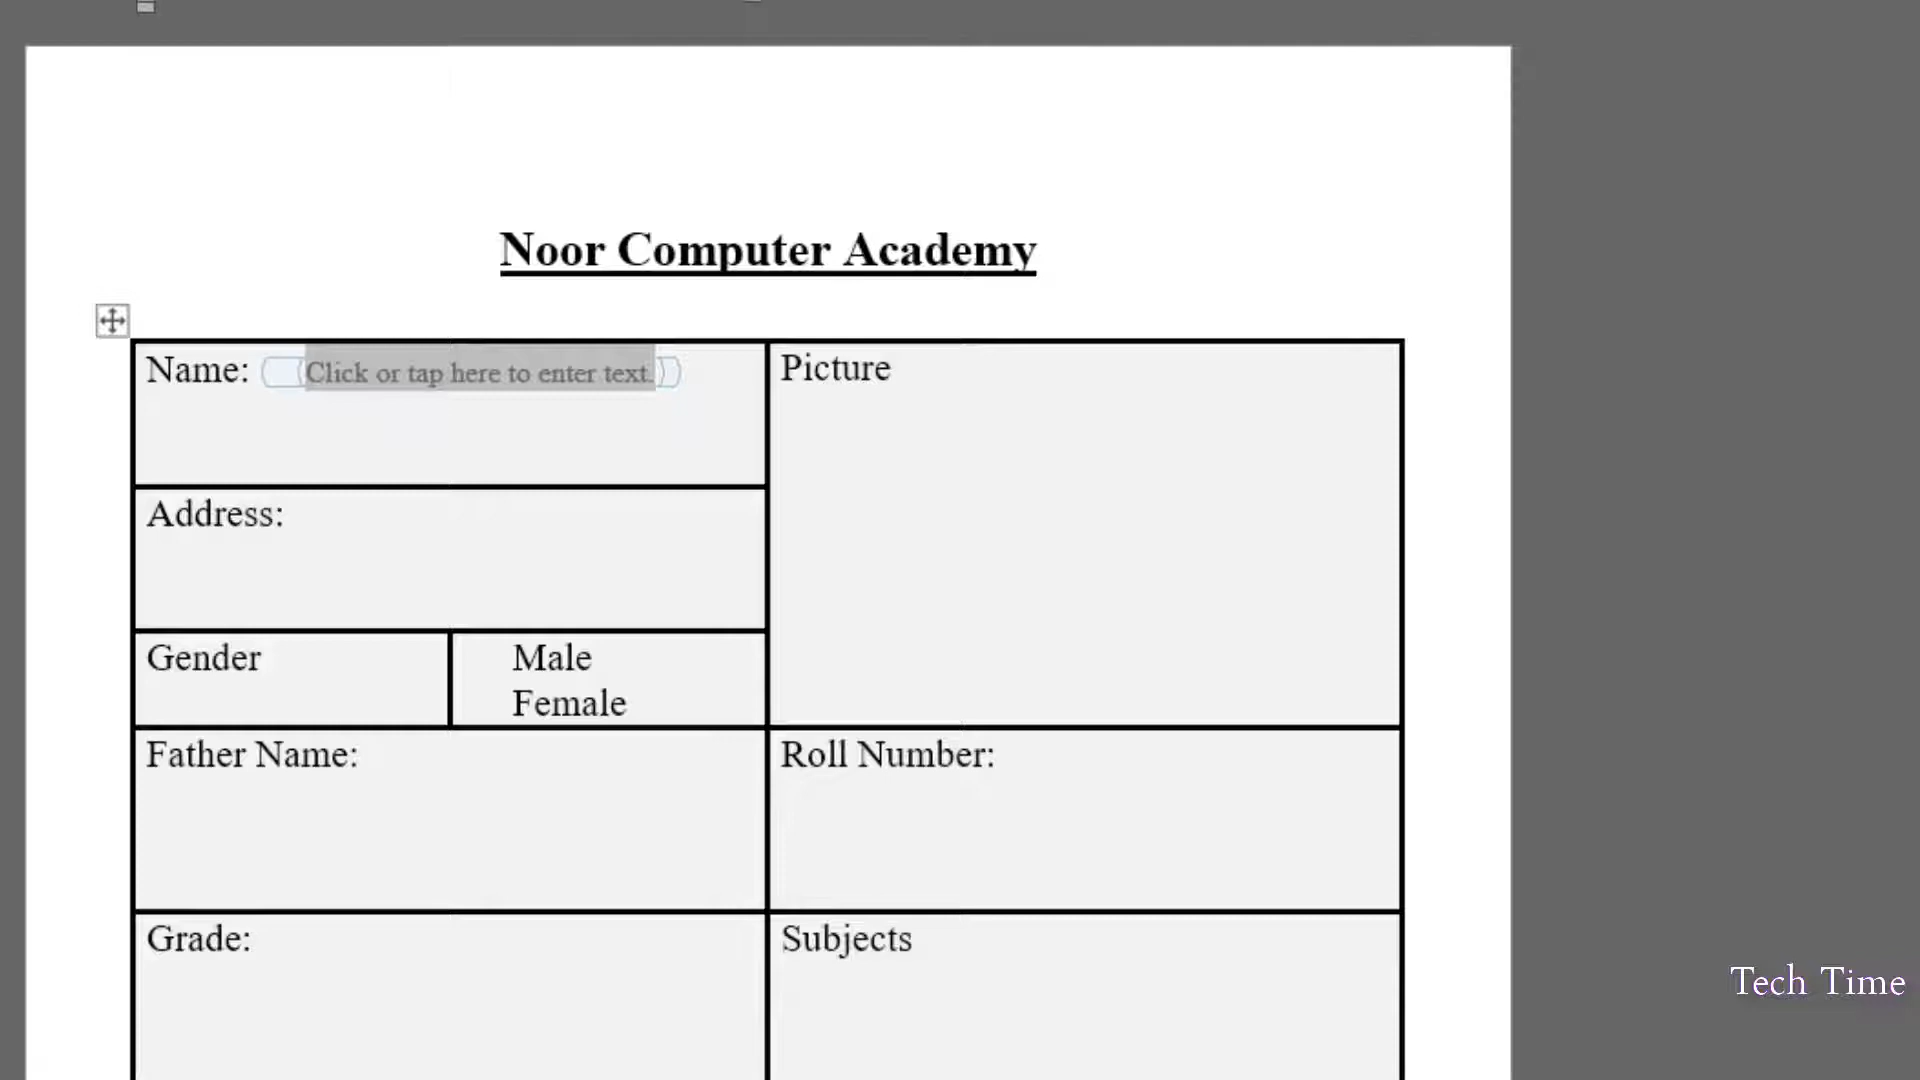 Noor Computer Academy
Name: Click or tap here to enter text.
Picture
Address:
Gender
Male
Female
Father Name:
Roll Number:
Grade:
Subjects
Tech Time